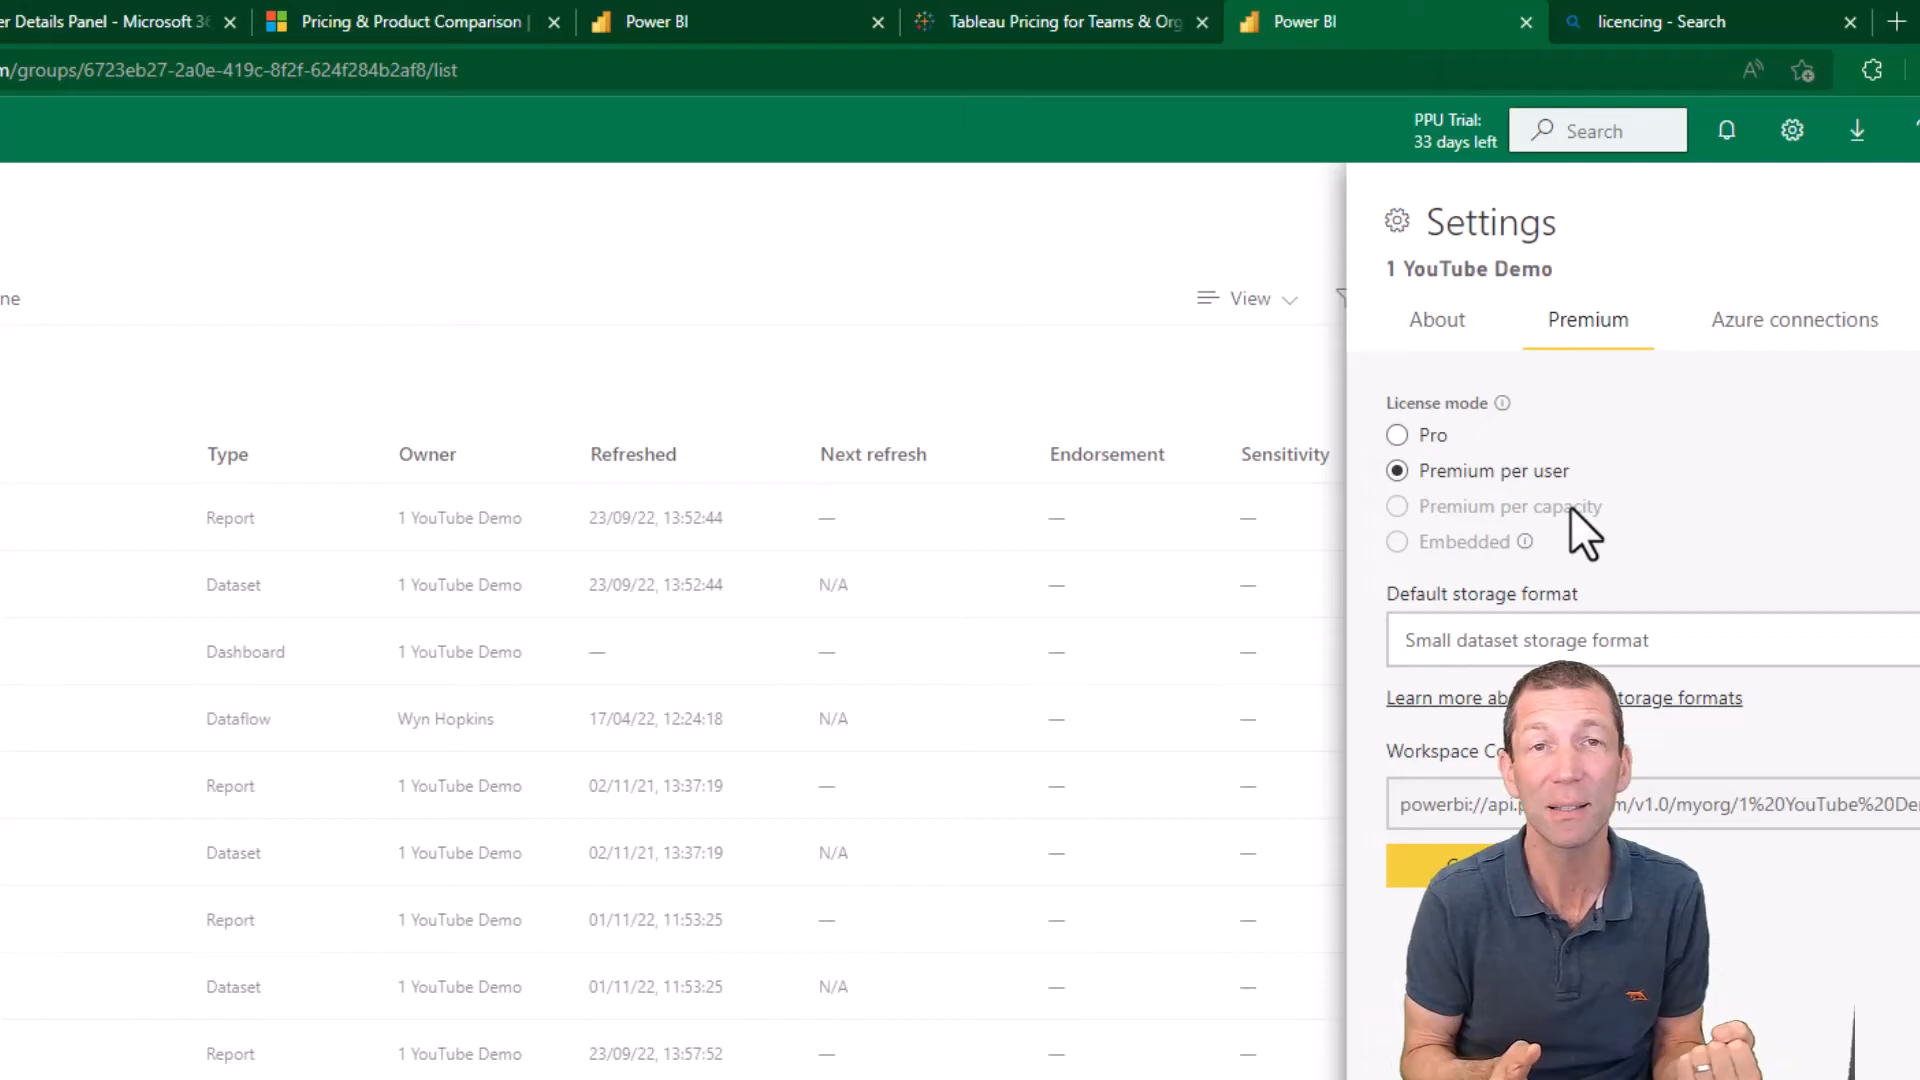 er Details Panel - Microsoft 36
Pricing & Product Comparison |
Power BI
Tableau Pricing for Teams & Org
Power BI
licencing - Search
m/groups/6723eb27-2a0e-419c-8f2f-624f284b2af8/list
PPU Trial:
33 days left
Search
Settings
1 YouTube Demo
ne
View
About Premium Azure connections
License mode
Pro
Premium per user
Premium per capacity
Embedded
Default storage format
Small dataset storage format
Learn more ab torage formats
Workspace Co
powerbi://api.p m/v1.0/myorg/1%20YouTube%20De
Type Owner Refreshed Next refresh Endorsement Sensitivity
Report 1 YouTube Demo 23/09/22, 13:52:44 — — —
Dataset 1 YouTube Demo 23/09/22, 13:52:44 N/A — —
Dashboard 1 YouTube Demo — — — —
Dataflow Wyn Hopkins 17/04/22, 12:24:18 N/A — —
Report 1 YouTube Demo 02/11/21, 13:37:19 — — —
Dataset 1 YouTube Demo 02/11/21, 13:37:19 N/A — —
Report 1 YouTube Demo 01/11/22, 11:53:25 — — —
Dataset 1 YouTube Demo 01/11/22, 11:53:25 N/A — —
Report 1 YouTube Demo 23/09/22, 13:57:52 — — —